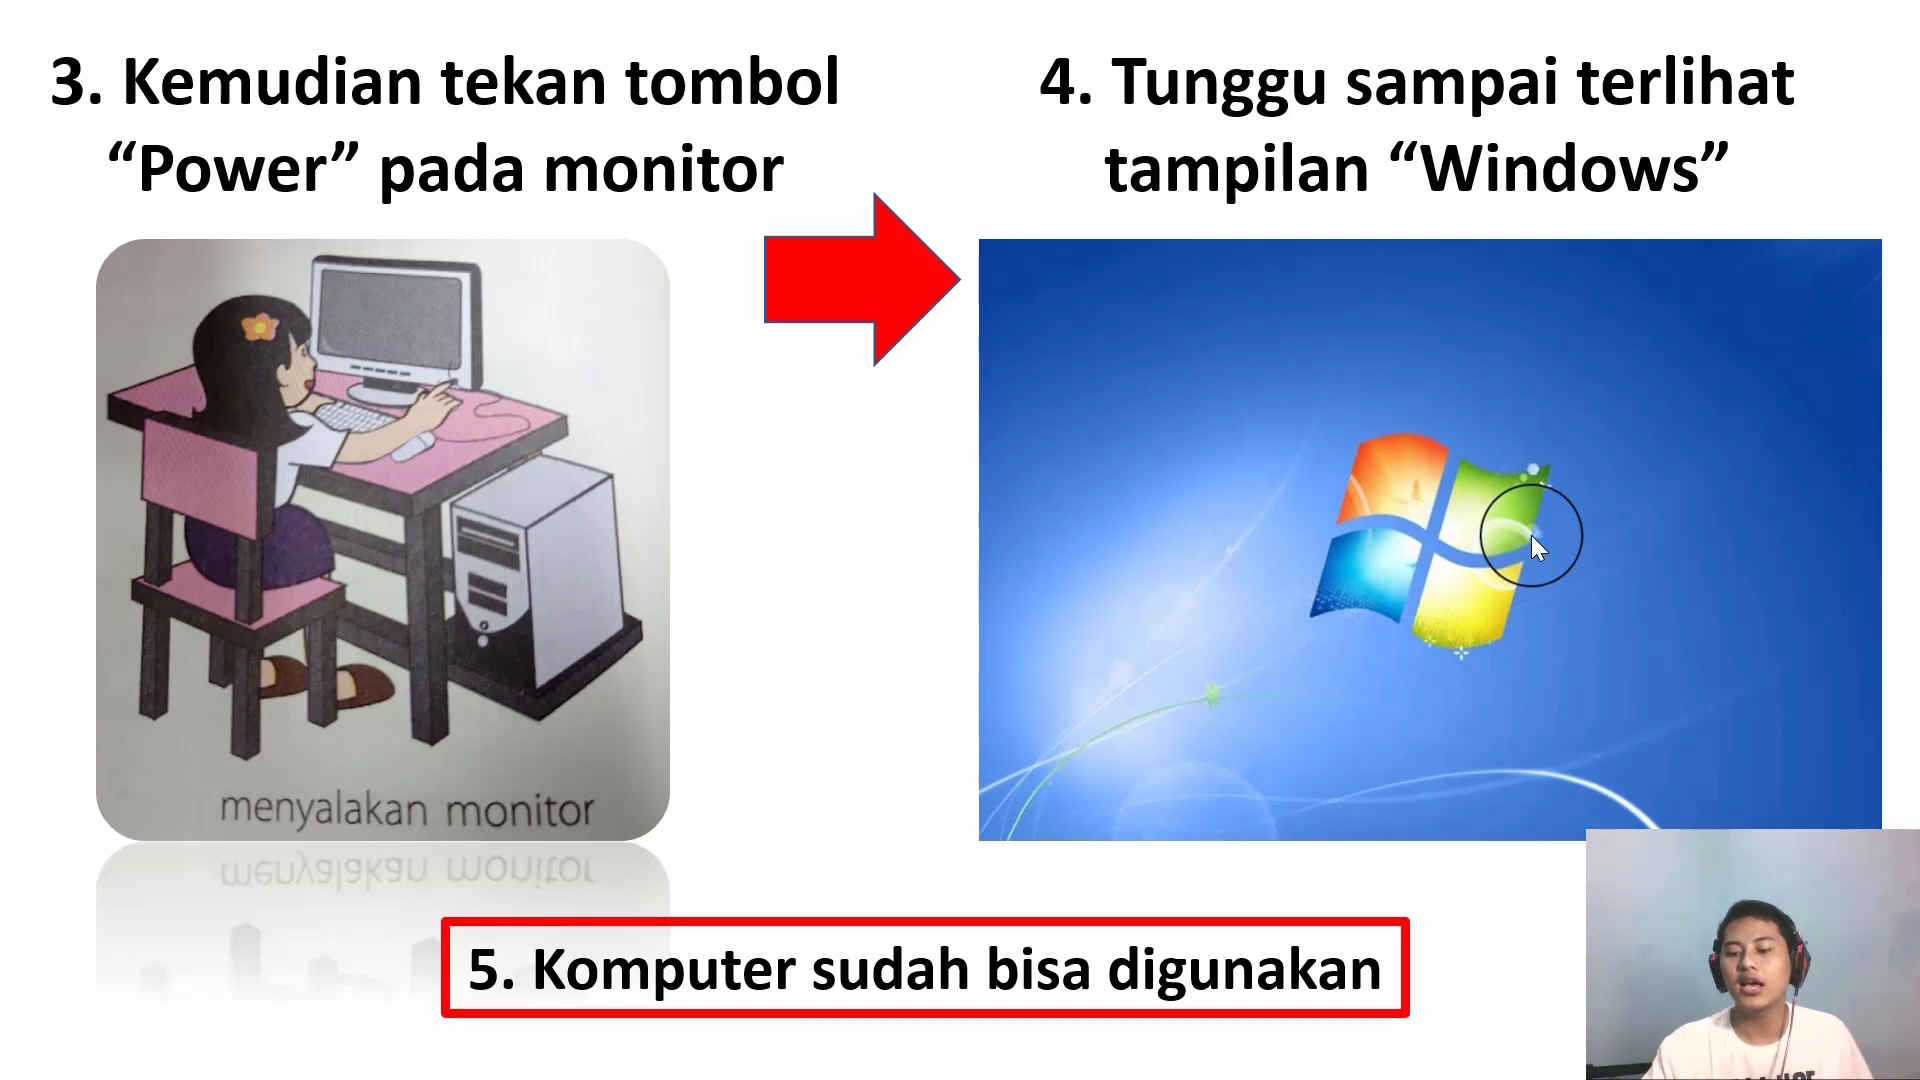 3. Kemudian tekan tombol
“Power” pada monitor
4. Tunggu sampai terlihat
tampilan “Windows”
menyalakan monitor
5. Komputer sudah bisa digunakan